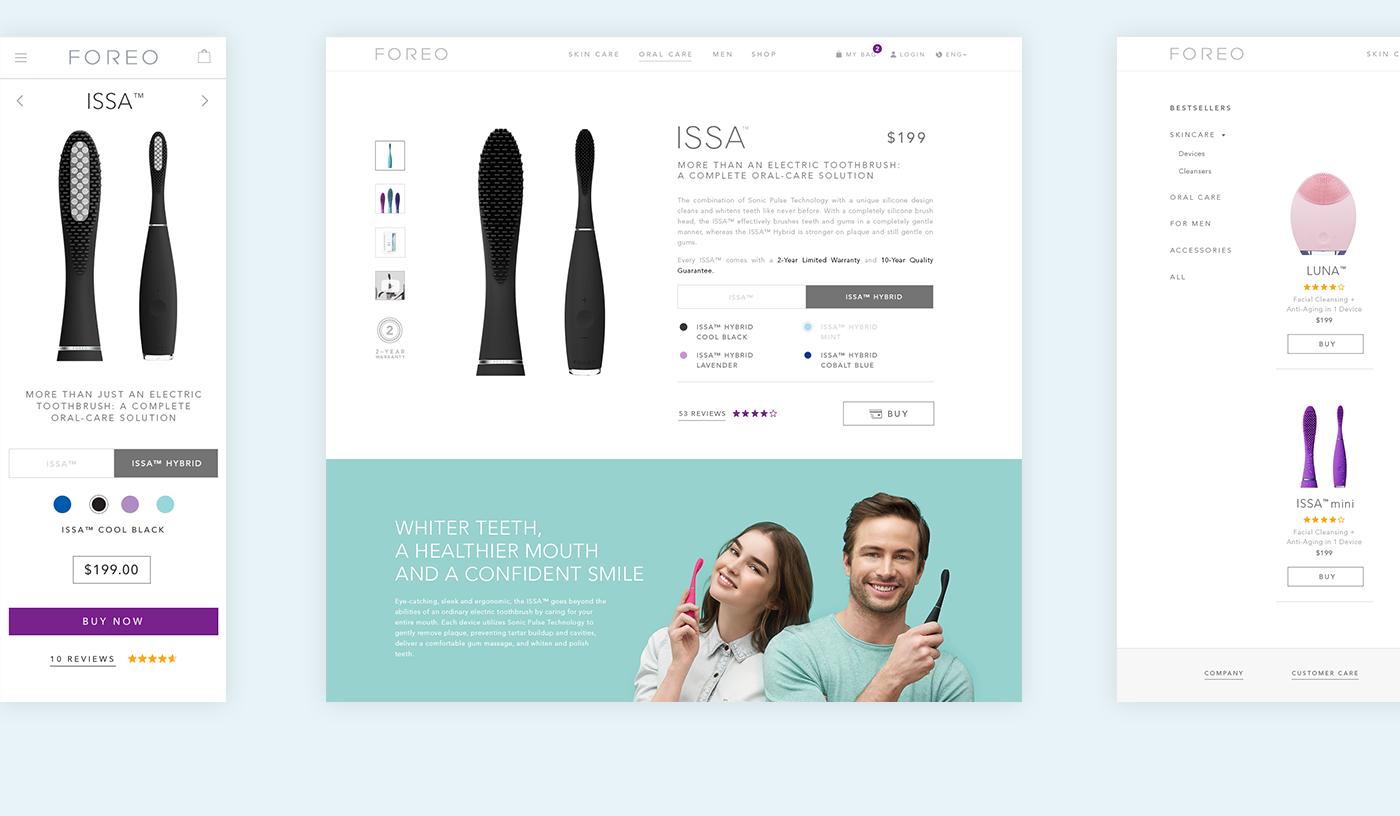 FOREO
ISSA™
MORE THAN JUST AN ELECTRIC
TOOTHBRUSH: A COMPLETE
ORAL-CARE SOLUTION
ISSA™
ISSA™ HYBRID
ISSA™ COOL BLACK
$199.00
BUY NOW
10 REVIEWS
FOREO
SKIN CARE
ORAL CARE
MEN
SHOP
MY BAG
2
LOGIN
ENG
2
2-YEAR
WARRANTY
ISSA™
$199
MORE THAN AN ELECTRIC TOOTHBRUSH:
A COMPLETE ORAL-CARE SOLUTION
The combination of Sonic Pulse Technology with a unique silicone design
cleans and whitens teeth like never before. With a completely silicone brush
head, the ISSA™ effectively brushes teeth and gums in a completely gentle
manner, whereas the ISSA™ Hybrid is stronger on plaque and still gentle on
gums.
Every ISSA™ comes with a 2-Year Limited Warranty and 10-Year Quality
Guarantee.
ISSA™
ISSA™ HYBRID
ISSA™ HYBRID
COOL BLACK
ISSA™ HYBRID
MINT
ISSA™ HYBRID
LAVENDER
ISSA™ HYBRID
COBALT BLUE
53 REVIEWS
BUY
WHITER TEETH,
A HEALTHIER MOUTH
AND A CONFIDENT SMILE
Eye-catching, sleek and ergonomic, the ISSA™ goes beyond the
abilities of an ordinary electric toothbrush by caring for your
entire mouth. Each device utilizes Sonic Pulse Technology to
gently remove plaque, preventing tartar buildup and cavities,
deliver a comfortable gum massage, and whiten and polish
teeth.
FOREO
SKIN C
BESTSELLERS
SKINCARE
Devices
Cleansers
ORAL CARE
FOR MEN
ACCESSORIES
ALL
LUNA™
Facial Cleansing +
Anti-Aging in 1 Device
$199
BUY
ISSA™ mini
Facial Cleansing +
Anti-Aging in 1 Device
$199
BUY
COMPANY
CUSTOMER CARE